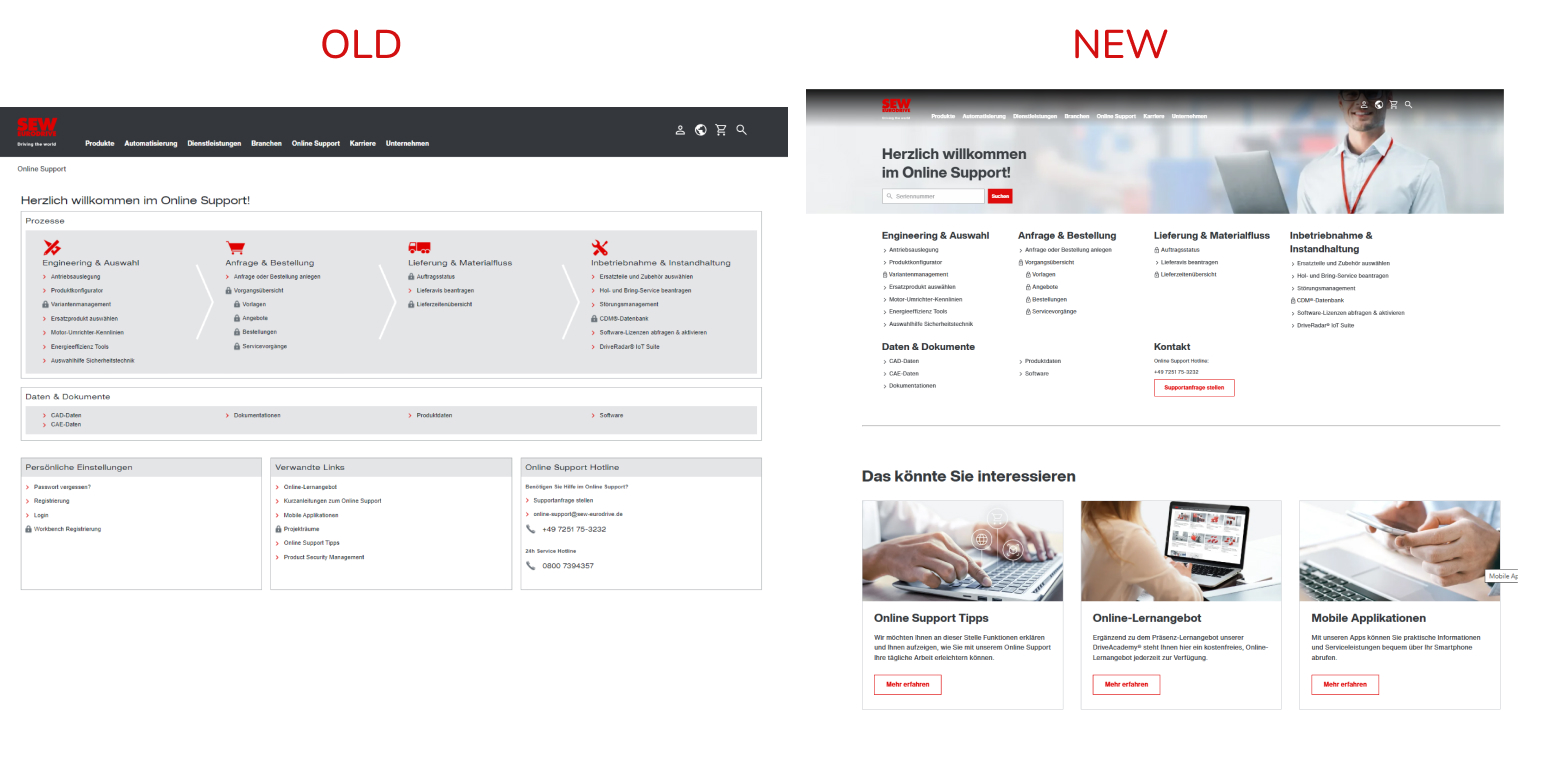 OLD
NEW
SEW
EURODRIVE
Driving the world
Produkte Automatisierung Dienstleistungen Branchen Online Support Karriere Unternehmen
Online Support
Herzlich willkommen im Online Support!
Prozesse
Engineering & Auswahl
Antriebsauslegung
Produktkonfigurator
Variantenmanagement
Ersatzprodukt auswählen
Motor-Umrichter-Kennlinien
Energieeffizienz Tools
Auswahlhilfe Sicherheitstechnik
Anfrage & Bestellung
Anfrage oder Bestellung anlegen
Vorgangsübersicht
Vorlagen
Angebote
Bestellungen
Servicevorgänge
Lieferung & Materialfluss
Auftragsstatus
Lieferavis beantragen
Lieferzeitenübersicht
Inbetriebnahme & Instandhaltung
Ersatzteile und Zubehör auswählen
Hol- und Bring-Service beantragen
Störungsmanagement
CDM®-Datenbank
Software-Lizenzen abfragen & aktivieren
DriveRadar® IoT Suite
Daten & Dokumente
CAD-Daten
CAE-Daten
Dokumentationen
Produktdaten
Software
Persönliche Einstellungen
Passwort vergessen?
Registrierung
Login
Workbench Registrierung
Verwandte Links
Online-Lernangebot
Kurzanleitungen zum Online Support
Mobile Applikationen
Projekträume
Online Support Tipps
Product Security Management
Online Support Hotline
Benötigen Sie Hilfe im Online Support?
Supportanfrage stellen
online-support@sew-eurodrive.de
+49 7251 75-3232
24h Service Hotline
0800 7394357
SEW
EURODRIVE
Driving the world
Produkte Automatisierung Dienstleistungen Branchen Online Support Karriere Unternehmen
Herzlich willkommen
im Online Support!
Seriennummer
Suchen
Engineering & Auswahl
Antriebsauslegung
Produktkonfigurator
Variantenmanagement
Ersatzprodukt auswählen
Motor-Umrichter-Kennlinien
Energieeffizienz Tools
Auswahlhilfe Sicherheitstechnik
Anfrage & Bestellung
Anfrage oder Bestellung anlegen
Vorgangsübersicht
Vorlagen
Angebote
Bestellungen
Servicevorgänge
Lieferung & Materialfluss
Auftragsstatus
Lieferavis beantragen
Lieferzeitenübersicht
Inbetriebnahme &
Instandhaltung
Ersatzteile und Zubehör auswählen
Hol- und Bring-Service beantragen
Störungsmanagement
CDM®-Datenbank
Software-Lizenzen abfragen & aktivieren
DriveRadar® IoT Suite
Daten & Dokumente
CAD-Daten
CAE-Daten
Dokumentationen
Produktdaten
Software
Kontakt
Online Support Hotline:
+49 7251 75-3232
Supportanfrage stellen
Das könnte Sie interessieren
Online Support Tipps
Wir möchten Ihnen an dieser Stelle Funktionen erklären
und Ihnen aufzeigen, wie Sie mit unserem Online Support
Ihre tägliche Arbeit erleichtern können.
Mehr erfahren
Online-Lernangebot
Ergänzend zu dem Präsenz-Lernangebot unserer
DriveAcademy® steht Ihnen hier ein kostenfreies, Online-
Lernangebot jederzeit zur Verfügung.
Mehr erfahren
Mobile Ap
Mobile Applikationen
Mit unseren Apps können Sie praktische Informationen
und Serviceleistungen bequem über Ihr Smartphone
abrufen.
Mehr erfahren